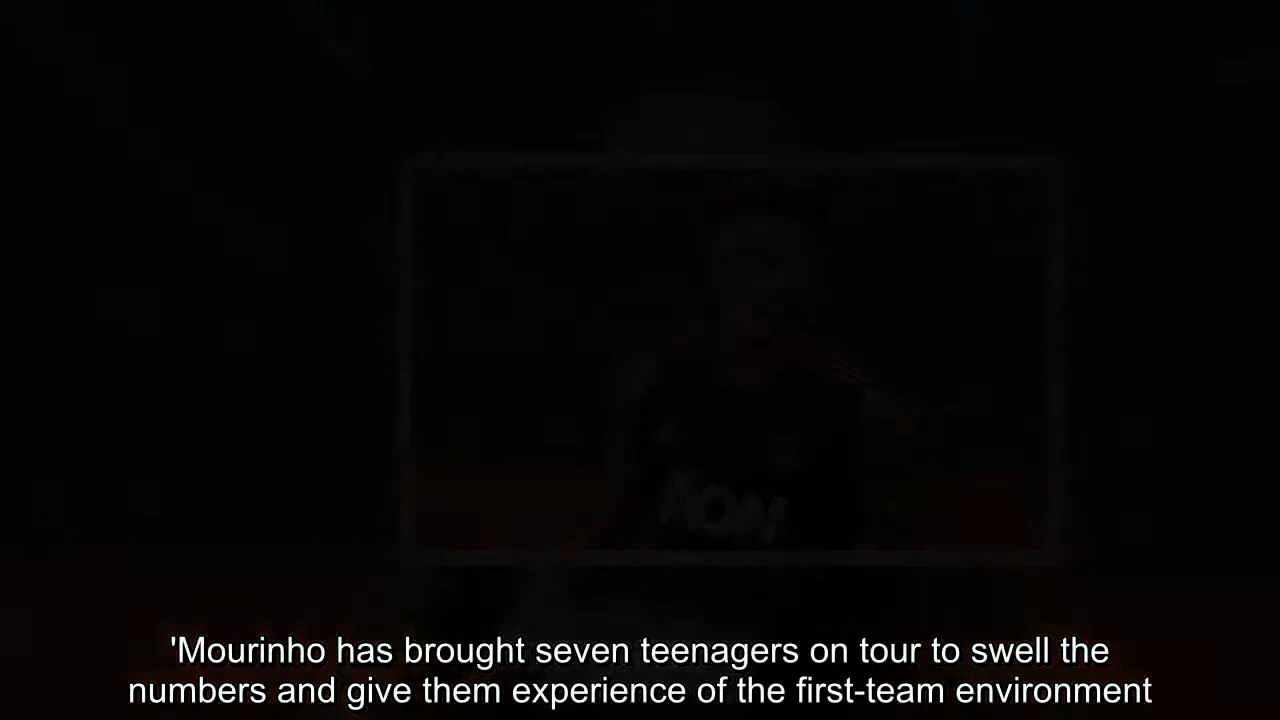 AON
'Mourinho has brought seven teenagers on tour to swell the
numbers and give them experience of the first-team environment